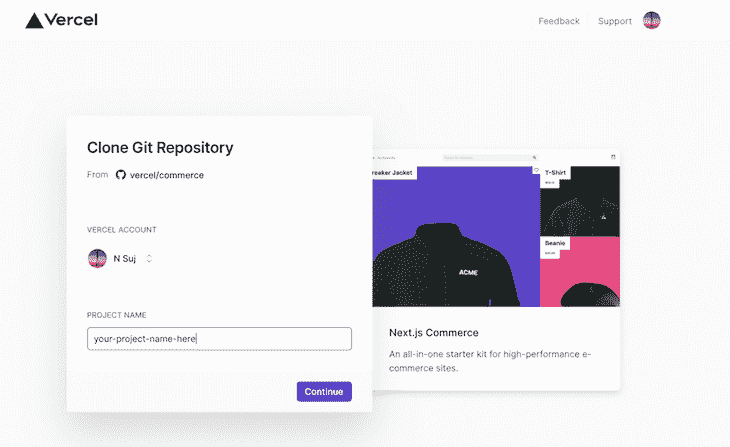 Vercel
Feedback Support
Clone Git Repository
From vercel/commerce
VERCEL ACCOUNT
N Suj
PROJECT NAME
your-project-name-here
Continue
reaker Jacket
T-Shirt
ACME
Beanie
Next.js Commerce
An all-in-one starter kit for high-performance e-
commerce sites.